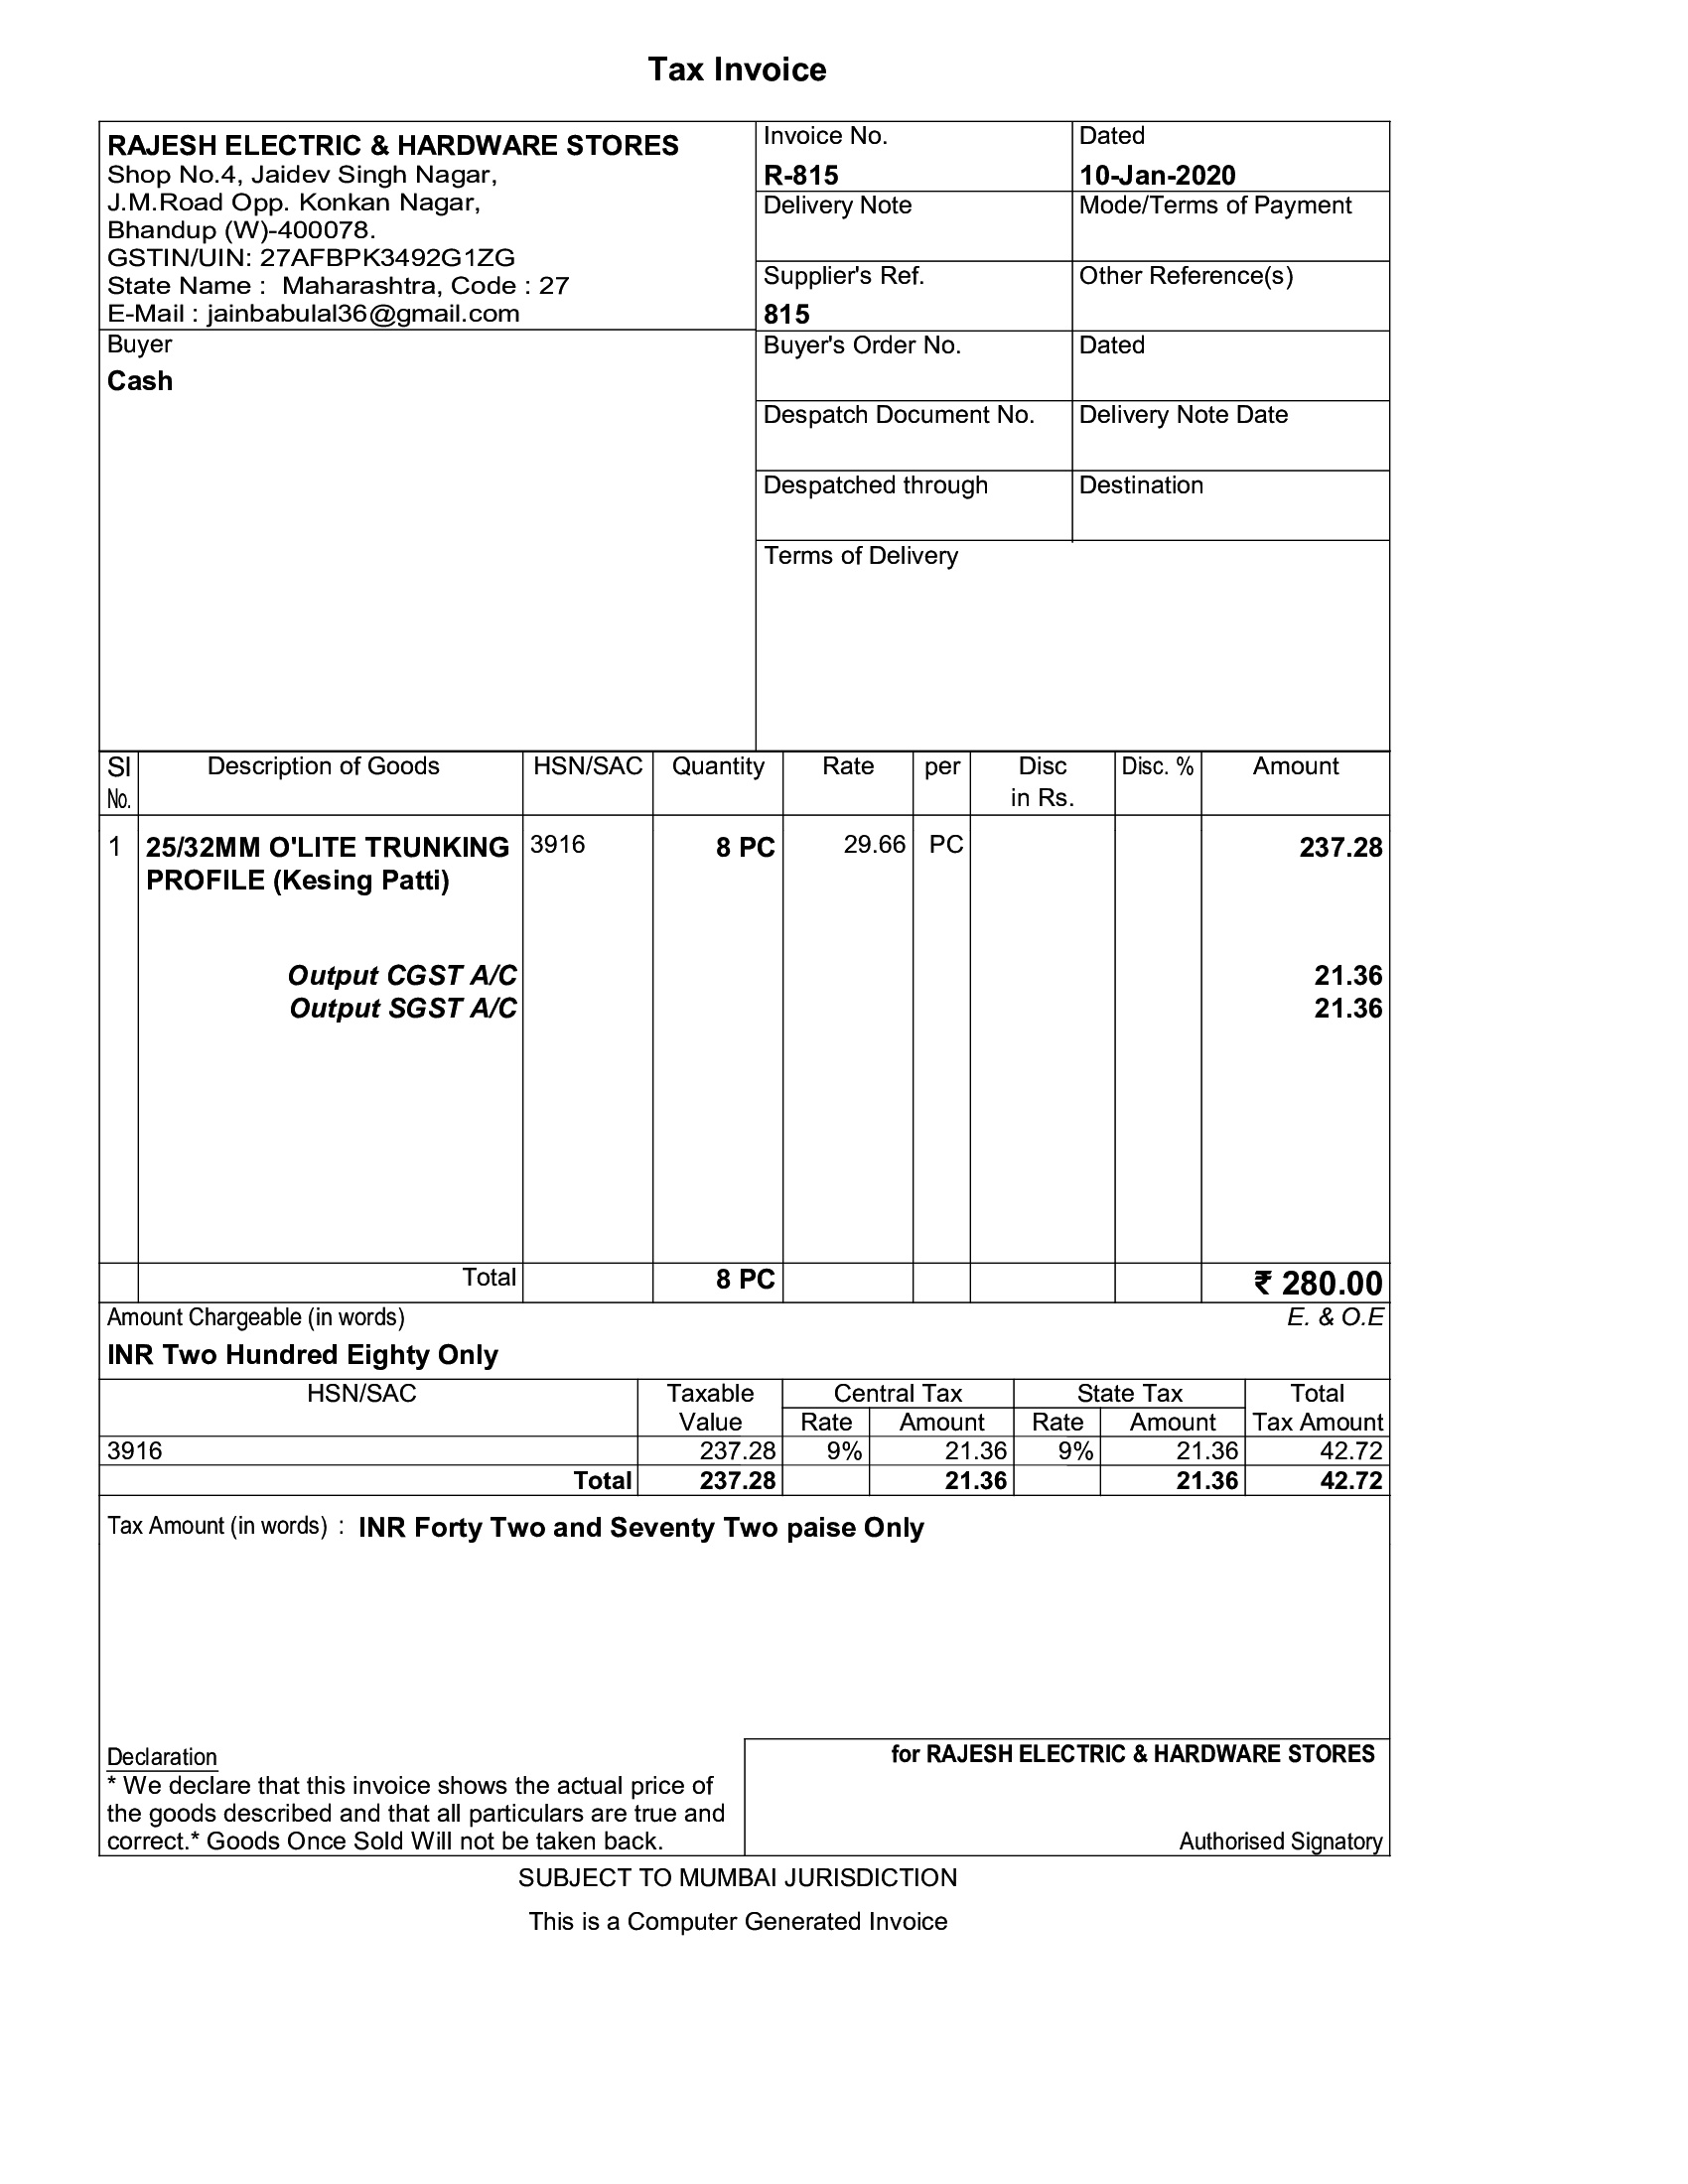 Tax Invoice
RAJESH ELECTRIC & HARDWARE STORES
Shop No.4, Jaidev Singh Nagar,
J.M.Road Opp. Konkan Nagar,
Bhandup (W)-400078.
GSTIN/UIN: 27AFBPK3492G1ZG
State Name : Maharashtra, Code : 27
E-Mail : jainbabulal36@gmail.com
Buyer
Cash
Invoice No. Dated
R-815 10-Jan-2020
Delivery Note Mode/Terms of Payment
Supplier's Ref. Other Reference(s)
815
Buyer's Order No. Dated
Despatch Document No. Delivery Note Date
Despatched through Destination
Terms of Delivery
Sl Description of Goods HSN/SAC Quantity Rate per Disc Disc. % Amount
No. in Rs.
1 25/32MM O'LITE TRUNKING 3916 8 PC 29.66 PC 237.28
PROFILE (Kesing Patti)
Output CGST A/C 21.36
Output SGST A/C 21.36
Total 8 PC ₹ 280.00
Amount Chargeable (in words) E. & O.E
INR Two Hundred Eighty Only
HSN/SAC Taxable Central Tax State Tax Total
Value Rate Amount Rate Amount Tax Amount
3916 237.28 9% 21.36 9% 21.36 42.72
Total 237.28 21.36 21.36 42.72
Tax Amount (in words) : INR Forty Two and Seventy Two paise Only
Declaration
* We declare that this invoice shows the actual price of
the goods described and that all particulars are true and
correct.* Goods Once Sold Will not be taken back.
for RAJESH ELECTRIC & HARDWARE STORES
Authorised Signatory
SUBJECT TO MUMBAI JURISDICTION
This is a Computer Generated Invoice